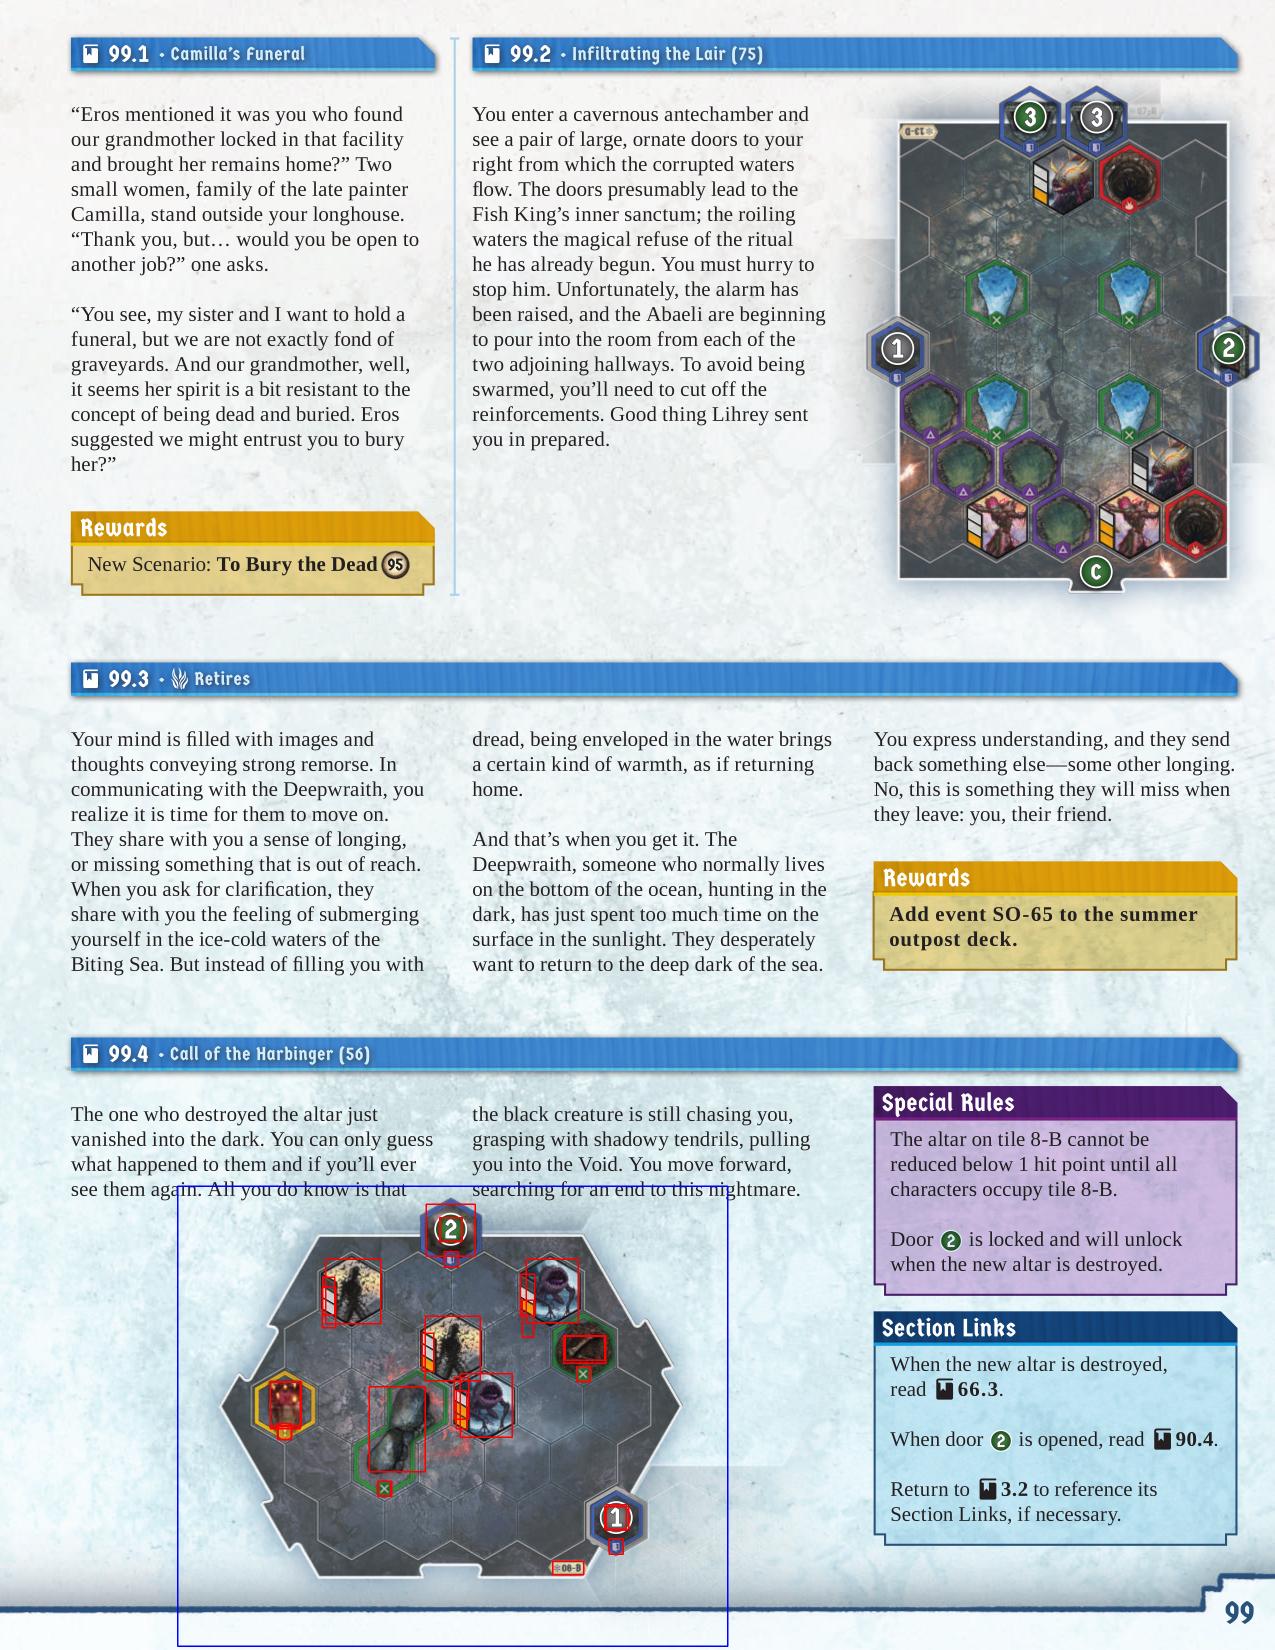 99.1 • Camilla's Funeral
“Eros mentioned it was you who found
our grandmother locked in that facility
and brought her remains home?” Two
small women, family of the late painter
Camilla, stand outside your longhouse.
“Thank you, but… would you be open to
another job?” one asks.
“You see, my sister and I want to hold a
funeral, but we are not exactly fond of
graveyards. And our grandmother, well,
it seems her spirit is a bit resistant to the
concept of being dead and buried. Eros
suggested we might entrust you to bury
her?”
Rewards
New Scenario: To Bury the Dead 95
99.2 • Infiltrating the Lair (75)
You enter a cavernous antechamber and
see a pair of large, ornate doors to your
right from which the corrupted waters
flow. The doors presumably lead to the
Fish King’s inner sanctum; the roiling
waters the magical refuse of the ritual
he has already begun. You must hurry to
stop him. Unfortunately, the alarm has
been raised, and the Abaeli are beginning
to pour into the room from each of the
two adjoining hallways. To avoid being
swarmed, you’ll need to cut off the
reinforcements. Good thing Lihrey sent
you in prepared.
3 3
13-D
1 2
C
99.3 • Retires
Your mind is filled with images and
thoughts conveying strong remorse. In
communicating with the Deepwraith, you
realize it is time for them to move on.
They share with you a sense of longing,
or missing something that is out of reach.
When you ask for clarification, they
share with you the feeling of submerging
yourself in the ice-cold waters of the
Biting Sea. But instead of filling you with
dread, being enveloped in the water brings
a certain kind of warmth, as if returning
home.
And that’s when you get it. The
Deepwraith, someone who normally lives
on the bottom of the ocean, hunting in the
dark, has just spent too much time on the
surface in the sunlight. They desperately
want to return to the deep dark of the sea.
You express understanding, and they send
back something else—some other longing.
No, this is something they will miss when
they leave: you, their friend.
Rewards
Add event SO-65 to the summer
outpost deck.
99.4 • Call of the Harbinger (56)
The one who destroyed the altar just
vanished into the dark. You can only guess
what happened to them and if you’ll ever
see them again. All you do know is that
the black creature is still chasing you,
grasping with shadowy tendrils, pulling
you into the Void. You move forward,
searching for an end to this nightmare.
2
1
08-B
Special Rules
The altar on tile 8-B cannot be
reduced below 1 hit point until all
characters occupy tile 8-B.
Door 2 is locked and will unlock
when the new altar is destroyed.
Section Links
When the new altar is destroyed,
read 66.3.
When door 2 is opened, read 90.4.
Return to 3.2 to reference its
Section Links, if necessary.
99